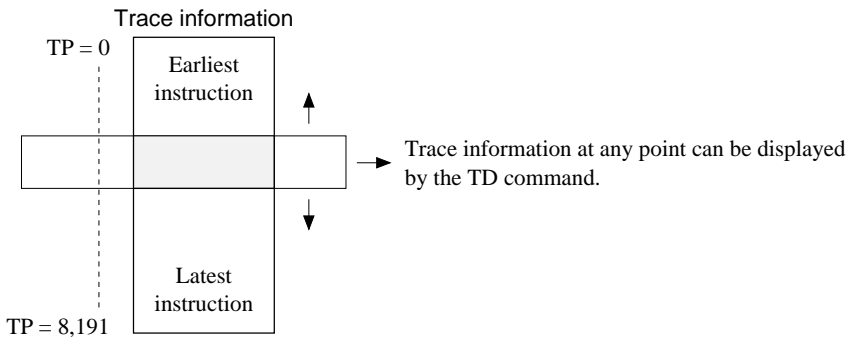 Trace information
TP = 0
Earliest
instruction
Trace information at any point can be displayed
by the TD command.
Latest
instruction
TP = 8,191